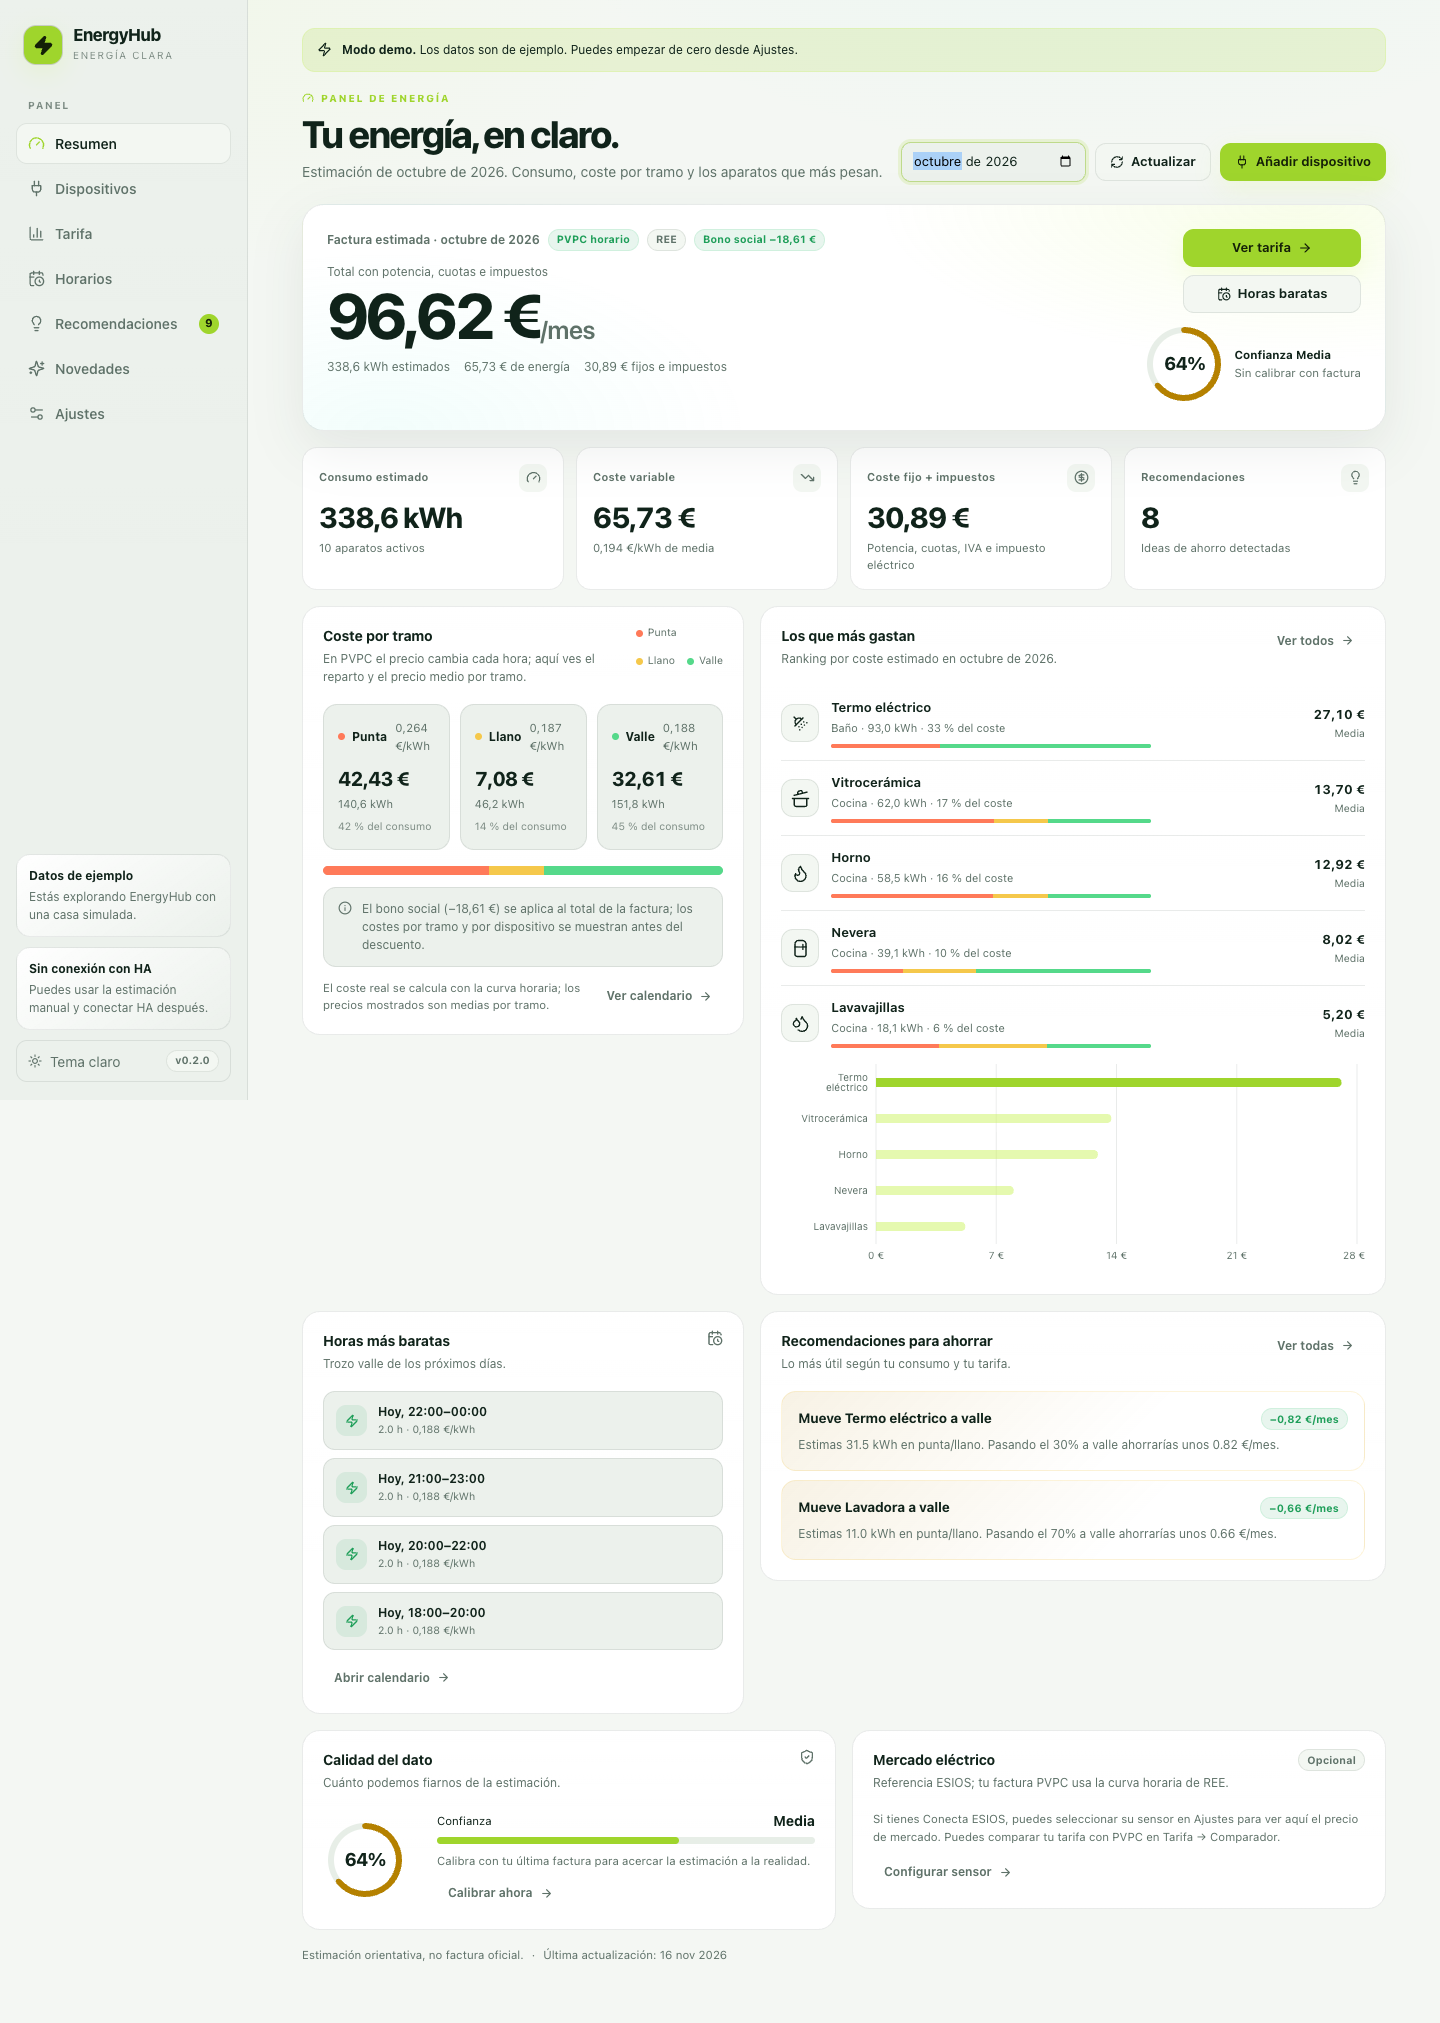 EnergyHub
ENERGÍA CLARA
PANEL
Resumen
Dispositivos
Tarifa
Horarios
Recomendaciones 9
Novedades
Ajustes
Datos de ejemplo
Estás explorando EnergyHub con
una casa simulada.
Sin conexión con HA
Puedes usar la estimación
manual y conectar HA después.
Tema claro v0.2.0
Modo demo. Los datos son de ejemplo. Puedes empezar de cero desde Ajustes.
PANEL DE ENERGÍA
Tu energía, en claro.
Estimación de octubre de 2026. Consumo, coste por tramo y los aparatos que más pesan.
octubre de 2026
Actualizar
Añadir dispositivo
Factura estimada · octubre de 2026 PVPC horario REE Bono social −18,61 €
Total con potencia, cuotas e impuestos
96,62 €/mes
338,6 kWh estimados 65,73 € de energía 30,89 € fijos e impuestos
Ver tarifa
Horas baratas
64%
Confianza Media
Sin calibrar con factura
Consumo estimado
338,6 kWh
10 aparatos activos
Coste variable
65,73 €
0,194 €/kWh de media
Coste fijo + impuestos
30,89 €
Potencia, cuotas, IVA e impuesto
eléctrico
Recomendaciones
8
Ideas de ahorro detectadas
Coste por tramo
En PVPC el precio cambia cada hora; aquí ves el
reparto y el precio medio por tramo.
Punta
Llano Valle
Punta 0,264
€/kWh
42,43 €
140,6 kWh
42 % del consumo
Llano 0,187
€/kWh
7,08 €
46,2 kWh
14 % del consumo
Valle 0,188
€/kWh
32,61 €
151,8 kWh
45 % del consumo
El bono social (−18,61 €) se aplica al total de la factura; los
costes por tramo y por dispositivo se muestran antes del
descuento.
El coste real se calcula con la curva horaria; los
precios mostrados son medias por tramo.
Ver calendario
Los que más gastan
Ranking por coste estimado en octubre de 2026.
Ver todos
Termo eléctrico
Baño · 93,0 kWh · 33 % del coste
27,10 €
Media
Vitrocerámica
Cocina · 62,0 kWh · 17 % del coste
13,70 €
Media
Horno
Cocina · 58,5 kWh · 16 % del coste
12,92 €
Media
Nevera
Cocina · 39,1 kWh · 10 % del coste
8,02 €
Media
Lavavajillas
Cocina · 18,1 kWh · 6 % del coste
5,20 €
Media
Termo
eléctrico
Vitrocerámica
Horno
Nevera
Lavavajillas
0 € 7 € 14 € 21 € 28 €
Horas más baratas
Trozo valle de los próximos días.
Hoy, 22:00–00:00
2.0 h · 0,188 €/kWh
Hoy, 21:00–23:00
2.0 h · 0,188 €/kWh
Hoy, 20:00–22:00
2.0 h · 0,188 €/kWh
Hoy, 18:00–20:00
2.0 h · 0,188 €/kWh
Abrir calendario
Recomendaciones para ahorrar
Lo más útil según tu consumo y tu tarifa.
Ver todas
Mueve Termo eléctrico a valle
−0,82 €/mes
Estimas 31.5 kWh en punta/llano. Pasando el 30% a valle ahorrarías unos 0.82 €/mes.
Mueve Lavadora a valle
−0,66 €/mes
Estimas 11.0 kWh en punta/llano. Pasando el 70% a valle ahorrarías unos 0.66 €/mes.
Calidad del dato
Cuánto podemos fiarnos de la estimación.
64%
Confianza Media
Calibra con tu última factura para acercar la estimación a la realidad.
Calibrar ahora
Mercado eléctrico
Opcional
Referencia ESIOS; tu factura PVPC usa la curva horaria de REE.
Si tienes Conecta ESIOS, puedes seleccionar su sensor en Ajustes para ver aquí el precio
de mercado. Puedes comparar tu tarifa con PVPC en Tarifa → Comparador.
Configurar sensor
Estimación orientativa, no factura oficial. · Última actualización: 16 nov 2026